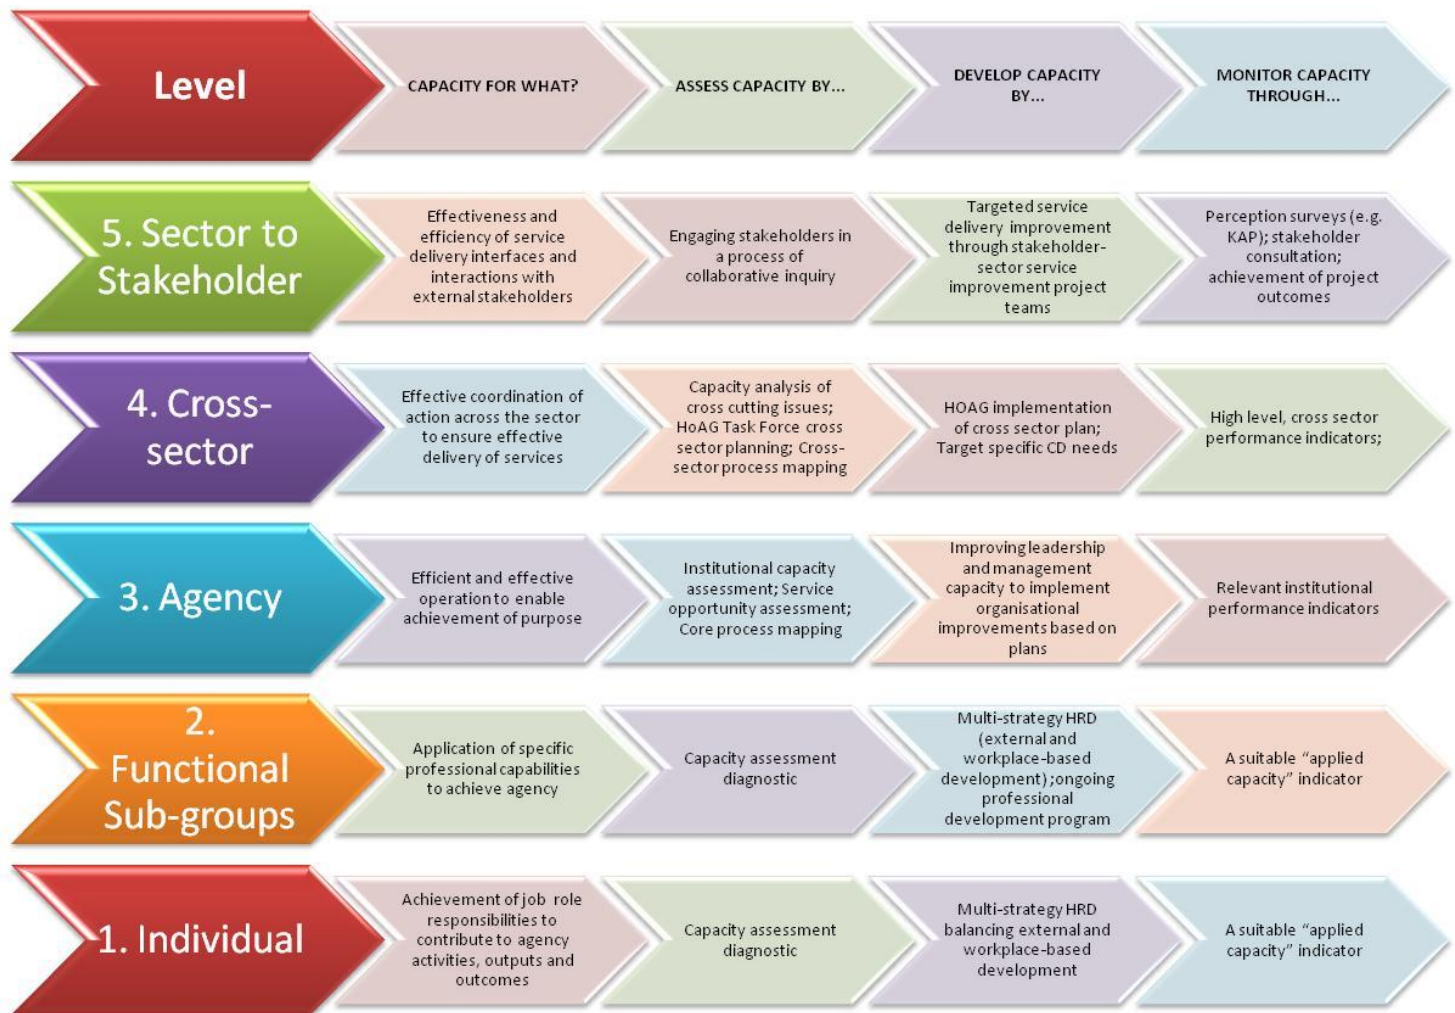 Level
CAPACITY FOR WHAT?
ASSESS CAPACITY BY...
DEVELOP CAPACITY
BY...
MONITOR CAPACITY
THROUGH...
5. Sector to
Stakeholder
Effectiveness and
efficiency of service
delivery interfaces and
interactions with
external stakeholders
Engaging stakeholders in
a process of
collaborative inquiry
Targeted service
delivery improvement
through stakeholder-
sector service
improvement project
teams
Perception surveys (e.g.
KAP); stakeholder
consultation;
achievement of project
outcomes
4. Cross-
sector
Effective coordination of
action across the sector
to ensure effective
delivery of services
Capacity analysis of
cross cutting issues;
HoAG Task Force cross
sector planning; Cross-
sector process mapping
HOAG implementation
of cross sector plan;
Target specific CD needs
High level, cross sector
performance indicators;
3. Agency
Efficient and effective
operation to enable
achievement of purpose
Institutional capacity
assessment; Service
opportunity assessment;
Core process mapping
Improving leadership
and management
capacity to implement
organisational
improvements based on
plans
Relevant institutional
performance indicators
2.
Functional
Sub-groups
Application of specific
professional capabilities
to achieve agency
Capacity assessment
diagnostic
Multi-strategy HRD
(external and
workplace-based
development) ;ongoing
professional
development program
A suitable “applied
capacity” indicator
1. Individual
Achievement of job role
responsibilities to
contribute to agency
activities, outputs and
outcomes
Capacity assessment
diagnostic
Multi-strategy HRD
balancing external and
workplace-based
development
A suitable “applied
capacity” indicator